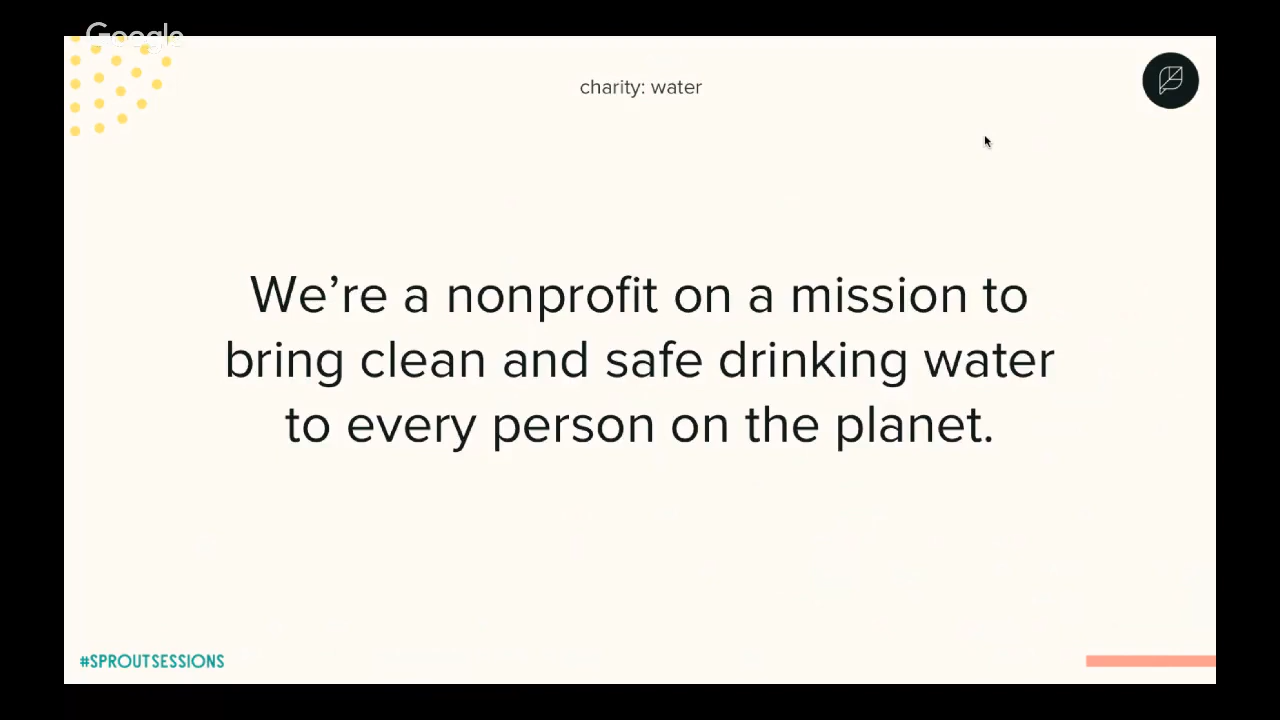 Google
charity: water
We’re a nonprofit on a mission to
bring clean and safe drinking water
to every person on the planet.
#SPROUTSESSIONS